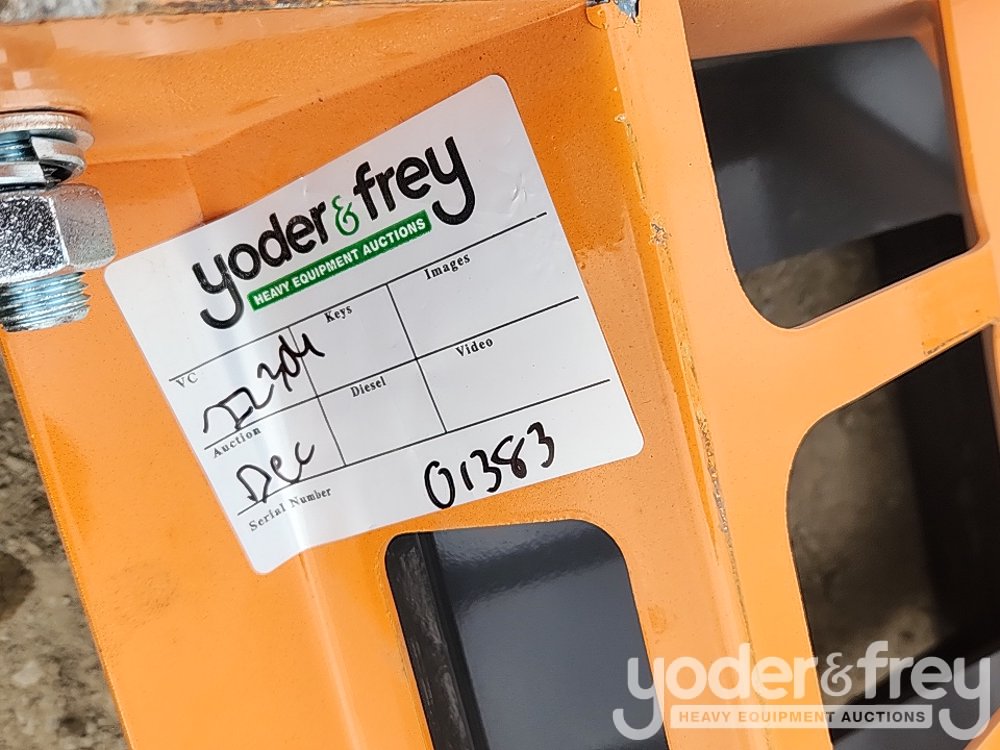 yoder&frey
HEAVY EQUIPMENT AUCTIONS
VC
Keys
Images
Auction
Diesel
Video
Dec
Serial Number
01383
yoder&frey
HEAVY EQUIPMENT AUCTIONS